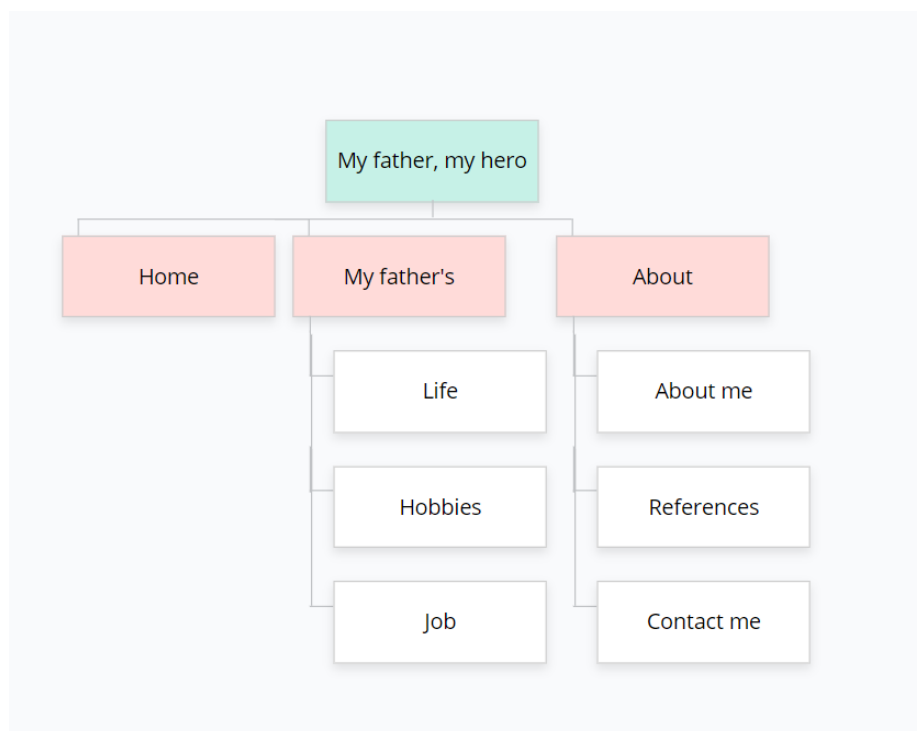 My father, my hero
Home
My father's
About
Life
About me
Hobbies
References
Job
Contact me